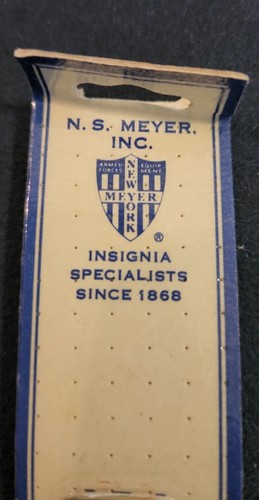 N. S. MEYER,
INC.
ARMED FORCES EQUIP MENT
NEW YORK
MEYER
®
INSIGNIA
SPECIALISTS
SINCE 1868